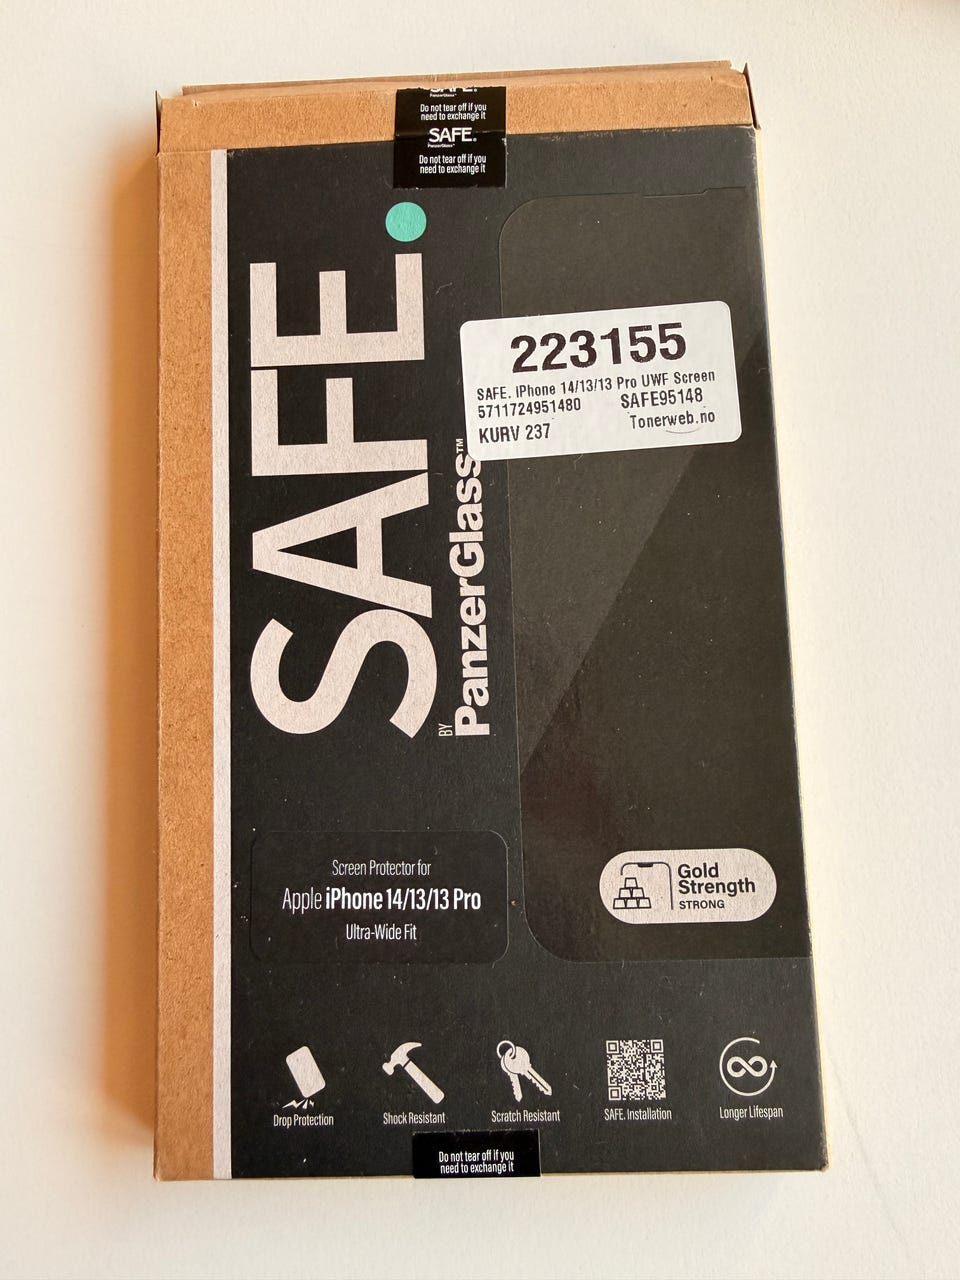 SAFE.
PanzerGlass™
Do not tear off if you
need to exchange it
SAFE.
PanzerGlass™
Do not tear off if you
need to exchange it
SAFE.
BY PanzerGlass™
223155
SAFE. iPhone 14/13/13 Pro UWF Screen
5711724951480 SAFE95148
KURV 237 Tonerweb.no
Screen Protector for
Apple iPhone 14/13/13 Pro
Ultra-Wide Fit
Gold
Strength
STRONG
Drop Protection
Shock Resistant
Scratch Resistant
SAFE. Installation
Longer Lifespan
Do not tear off if you
need to exchange it